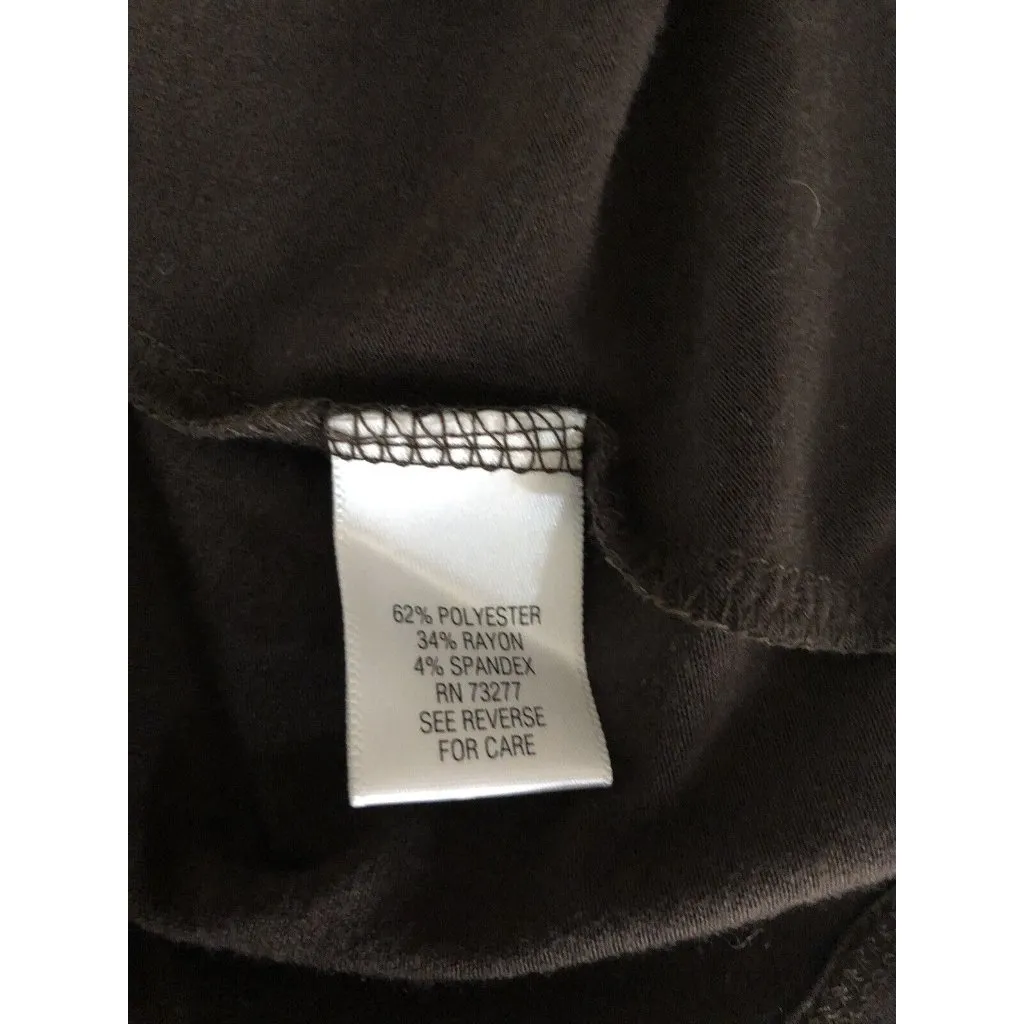 62% POLYESTER
34% RAYON
4% SPANDEX
RN 73277
SEE REVERSE
FOR CARE